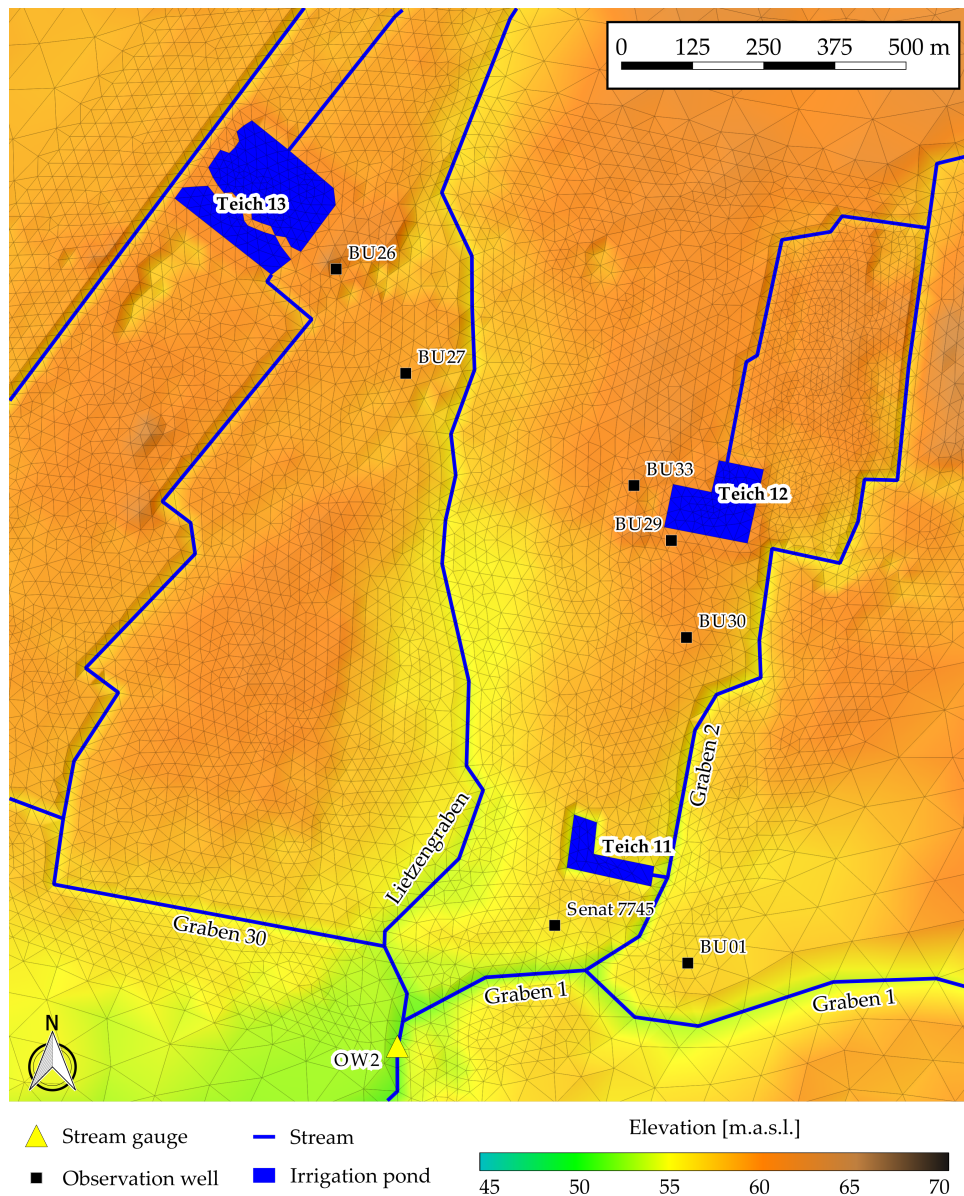 0 125 250 375 500 m
Teich 13
BU26
BU27
BU33
Teich 12
BU29
BU30
Graben 2
Lietzengraben
Teich 11
Senat 7745
Graben 30
BU01
Graben 1
Graben 1
N
OW2
Stream gauge
Stream
Elevation [m.a.s.l.]
Observation well
Irrigation pond
45 50 55 60 65 70